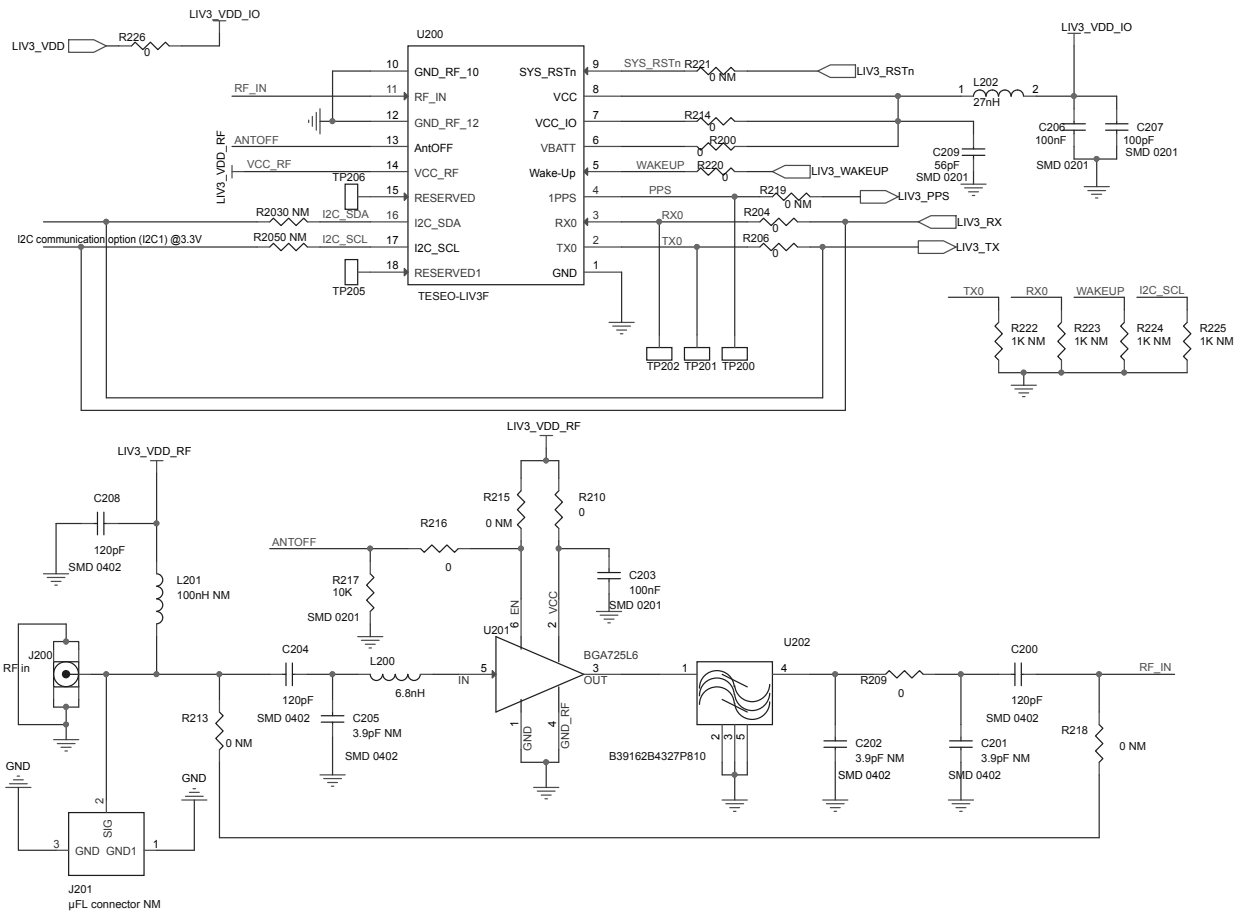 LIV3_VDD_IO
LIV3_VDD
R226
0
U200
LIV3_VDD_IO
10 GND_RF_10 SYS_RSTn 9 SYS_RSTn R221 0 NM LIV3_RSTn
RF_IN 11 RF_IN VCC 8 1 L202 27nH 2
12 GND_RF_12 VCC_IO 7 R214 0
ANTOFF 13 AntOFF VBATT 6 R200 0
LIV3_VDD_RF VCC_RF 14 VCC_RF Wake-Up 5 WAKEUP R220 0 LIV3_WAKEUP
TP206 15 RESERVED 1PPS 4 PPS R219 0 NM LIV3_PPS
R2030 NM I2C_SDA 16 I2C_SDA RX0 3 RX0 R204 0 LIV3_RX
I2C communication option (I2C1) @3.3V R2050 NM I2C_SCL 17 I2C_SCL TX0 2 TX0 R206 0 LIV3_TX
TP205 18 RESERVED1 GND 1
TESEO-LIV3F
C206
100nF
SMD 0201
C207
100pF
SMD 0201
C209
56pF
SMD 0201
TP202 TP201 TP200
TX0 RX0 WAKEUP I2C_SCL
R222
1K NM
R223
1K NM
R224
1K NM
R225
1K NM
LIV3_VDD_RF
C208
120pF
SMD 0402
L201
100nH NM
LIV3_VDD_RF
R215
0 NM
R210
0
ANTOFF
R216
0
R217
10K
SMD 0201
C203
100nF
SMD 0201
J200
RF in
C204
120pF
SMD 0402
L200
6.8nH
C205
3.9pF NM
SMD 0402
R213
0 NM
U201
BGA725L6
5
IN
6 EN
2 VCC
3
OUT
1
GND
4
GND_RF
U202
1
4
2 3 5
B39162B4327P810
R209
0
C202
3.9pF NM
SMD 0402
C201
3.9pF NM
SMD 0402
C200
120pF
SMD 0402
RF_IN
R218
0 NM
GND
GND
2
SIG
3 GND GND1 1
J201
µFL connector NM